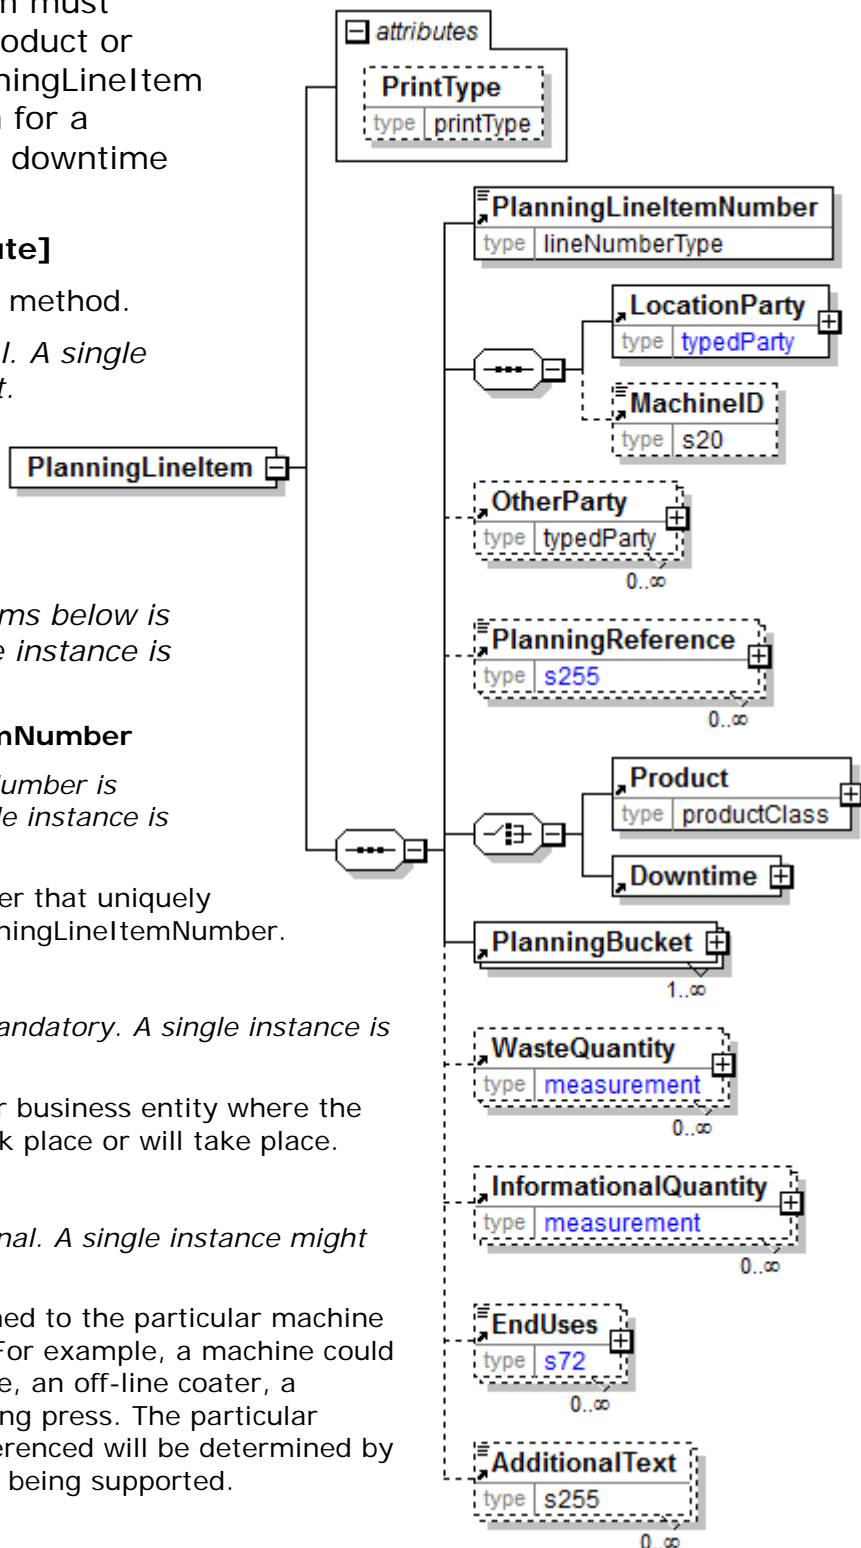 m must
oduct or
ningLineItem
n for a
downtime
ute]
method.
l. A single
t.
ms below is
e instance is
mNumber
Number is
le instance is
er that uniquely
ningLineItemNumber.
andatory. A single instance is
r business entity where the
k place or will take place.
nal. A single instance might
ned to the particular machine
For example, a machine could
e, an off-line coater, a
ng press. The particular
erenced will be determined by
being supported.
PlanningLineItem
attributes
PrintType
type printType
PlanningLineItemNumber
type lineNumberType
LocationParty
type typedParty
MachineID
type s20
OtherParty
type typedParty
0..∞
PlanningReference
type s255
0..∞
Product
type productClass
Downtime
PlanningBucket
1..∞
WasteQuantity
type measurement
0..∞
InformationalQuantity
type measurement
0..∞
EndUses
type s72
0..∞
AdditionalText
type s255
0..∞